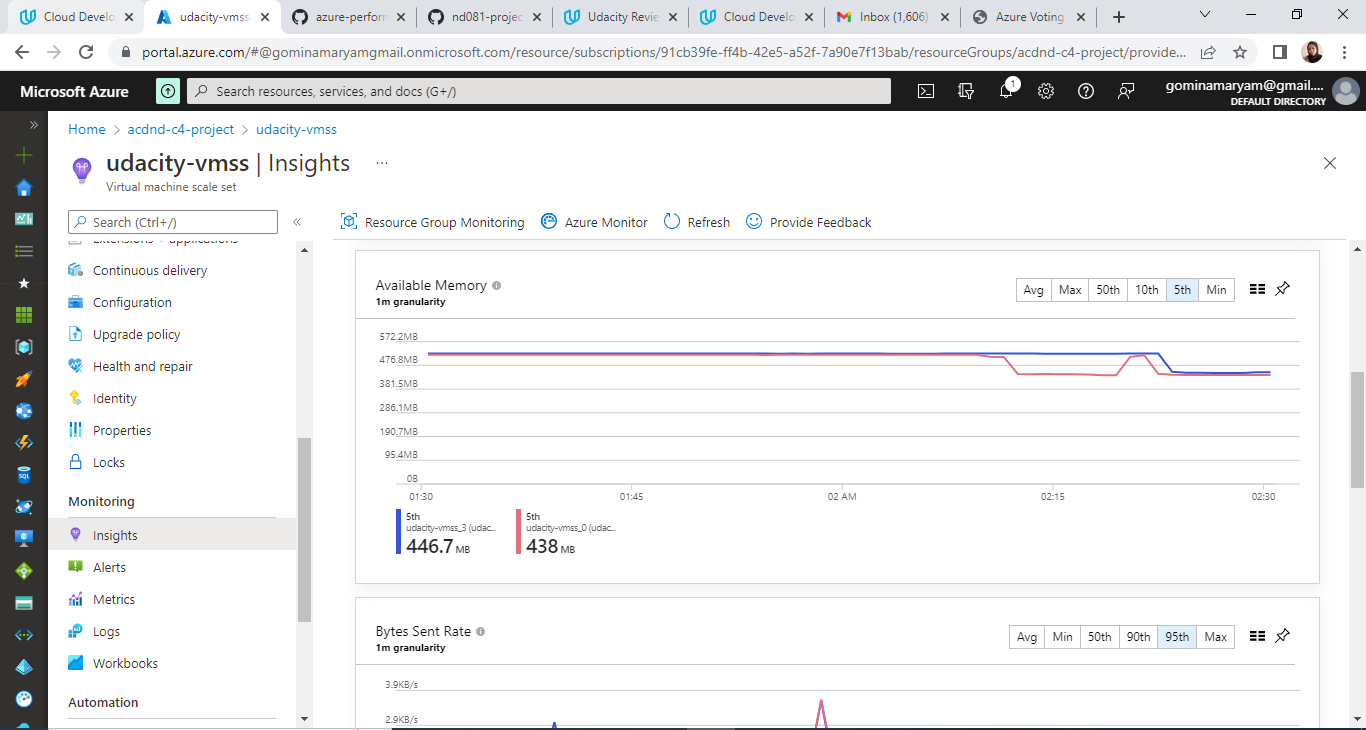 Cloud Develo
udacity-vmss
azure-perfor
nd081-projec
Udacity Revie
Cloud Develo
Inbox (1,606)
Azure Voting
portal.azure.com/#@gominamaryamgmail.onmicrosoft.com/resource/subscriptions/91cb39fe-ff4b-42e5-a52f-7a90e7f13bab/resourceGroups/acdnd-c4-project/provide...
Microsoft Azure
Search resources, services, and docs (G+/)
1
gominamaryam@gmail....
DEFAULT DIRECTORY
Home > acdnd-c4-project > udacity-vmss
udacity-vmss | Insights ...
Virtual machine scale set
Search (Ctrl+/)
Extensions + applications
Continuous delivery
Configuration
Upgrade policy
Health and repair
Identity
Properties
Locks
Monitoring
Insights
Alerts
Metrics
Logs
Workbooks
Automation
SQL
Resource Group Monitoring
Azure Monitor
Refresh
Provide Feedback
Available Memory
1m granularity
Avg Max 50th 10th 5th Min
572.2MB
476.8MB
381.5MB
286.1MB
190.7MB
95.4MB
0B
01:30 01:45 02 AM 02:15 02:30
5th
udacity-vmss_3 (udac...
446.7 MB
5th
udacity-vmss_0 (udac...
438 MB
Bytes Sent Rate
1m granularity
Avg Min 50th 90th 95th Max
3.9KB/s
2.9KB/s